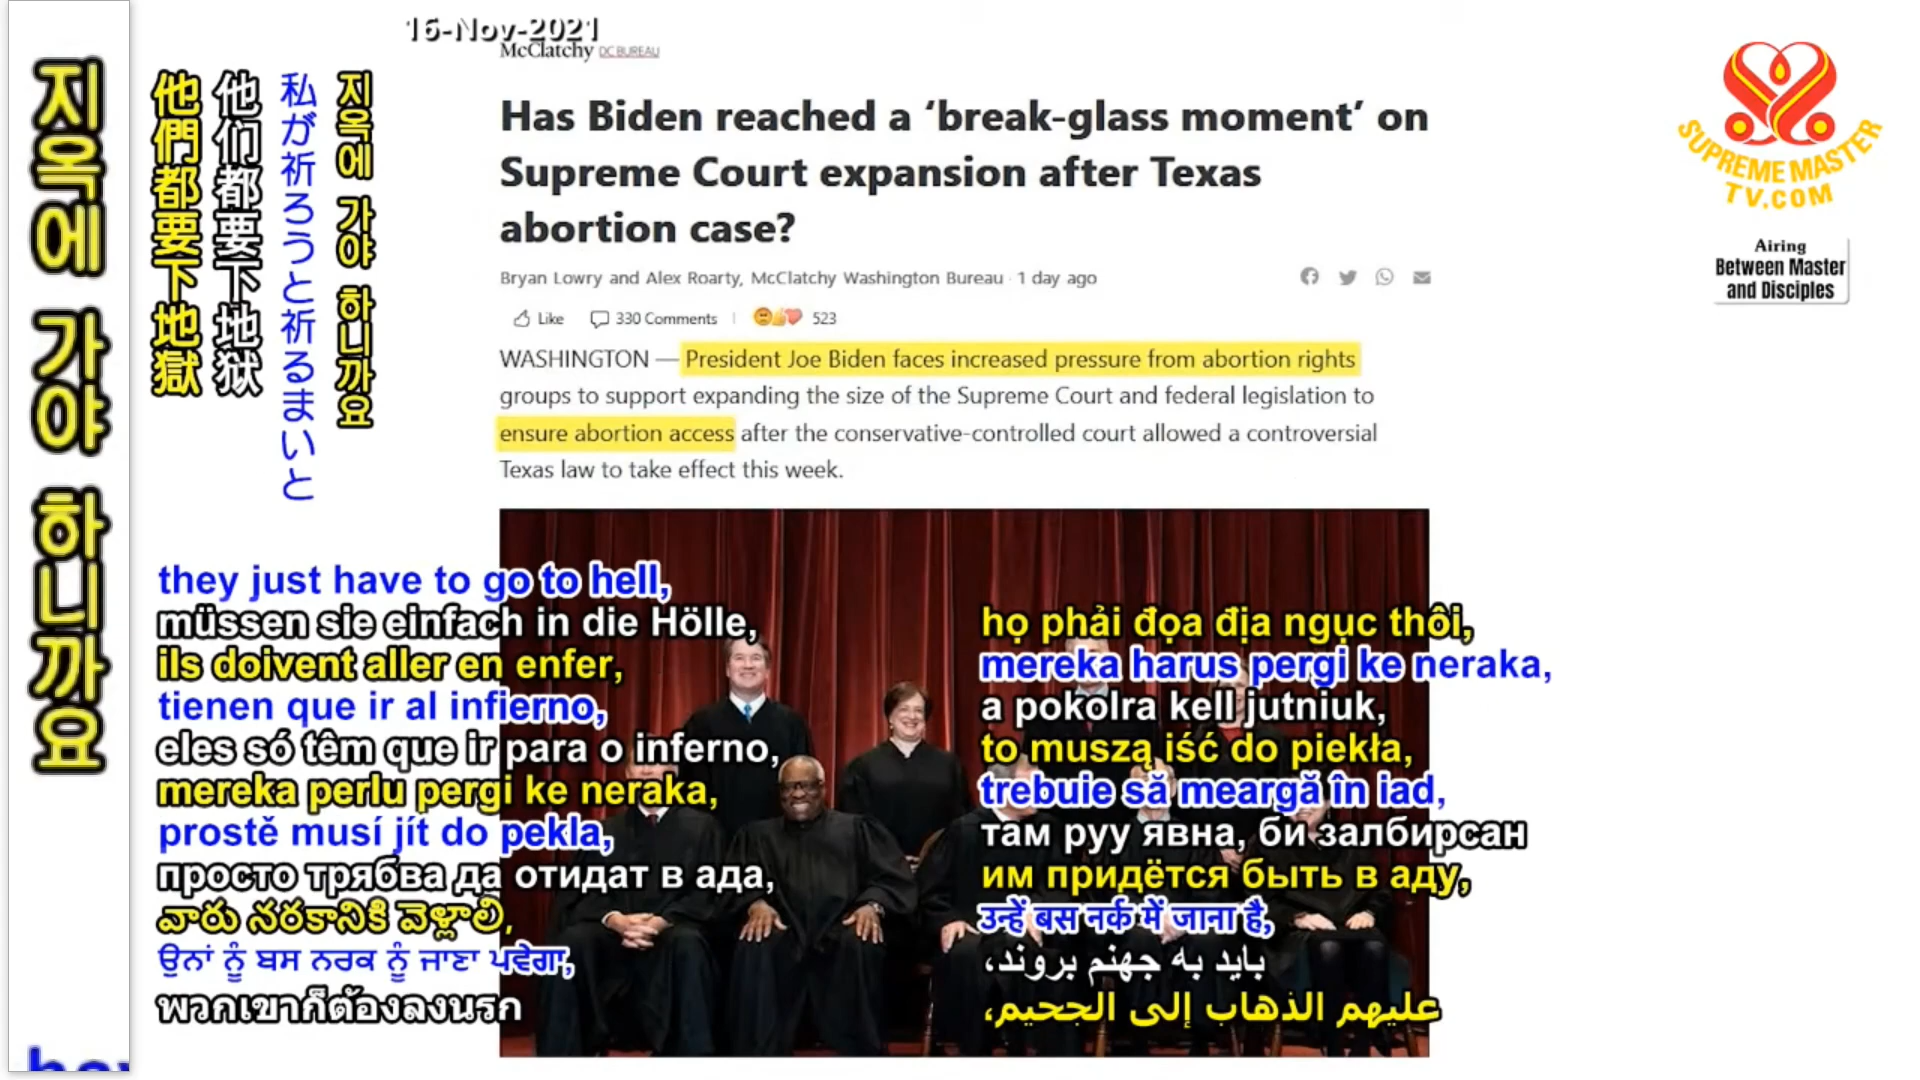 16-Nov-2021
McClatchy DC BUREAU
Has Biden reached a ‘break-glass moment’ on
Supreme Court expansion after Texas
abortion case?
Bryan Lowry and Alex Roarty, McClatchy Washington Bureau · 1 day ago
Like 330 Comments | 523
WASHINGTON — President Joe Biden faces increased pressure from abortion rights
groups to support expanding the size of the Supreme Court and federal legislation to
ensure abortion access after the conservative-controlled court allowed a controversial
Texas law to take effect this week.
SUPREME MASTER
TV.COM
Airing
Between Master
and Disciples
지옥에 가야 하니까요
他們都要下地獄
他们都要下地狱
私が祈ろうと祈るまいと
지옥에 가야 하니까요
they just have to go to hell,
müssen sie einfach in die Hölle,
ils doivent aller en enfer,
tienen que ir al infierno,
eles só têm que ir para o inferno,
mereka perlu pergi ke neraka,
prostě musí jít do pekla,
просто трябва да отидат в ада,
వారు నరకానికి వెళ్లాలి,
ਉਨਾਂ ਨੂੰ ਬਸ ਨਰਕ ਨੂੰ ਜਾਣਾ ਪਵੇਗਾ,
พวกเขาก็ต้องลงนรก
họ phải đọa địa ngục thôi,
mereka harus pergi ke neraka,
a pokolra kell jutniuk,
to muszą iść do piekła,
trebuie să meargă în iad,
там руу явна, би залбирсан
им придётся быть в аду,
उन्हें बस नर्क में जाना है,
باید به جهنم بروند،
عليهم الذهاب إلى الجحيم،